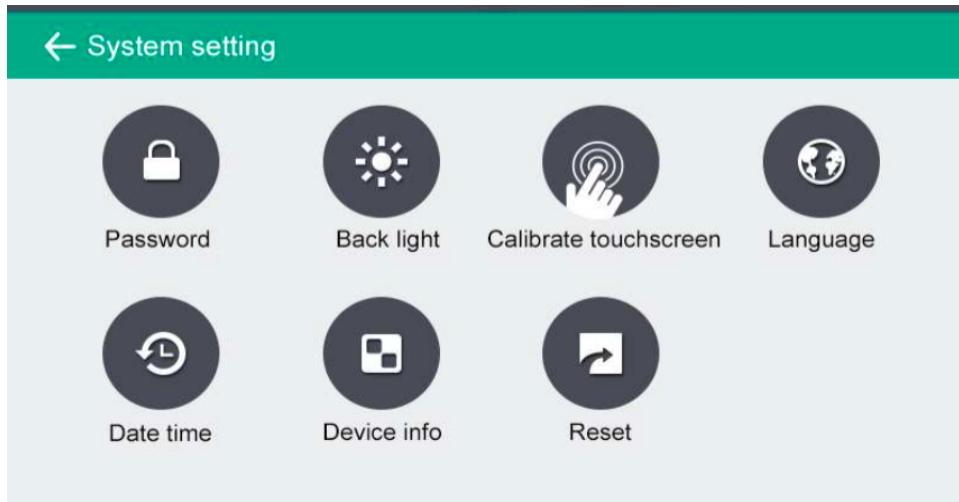 System setting
Password
Back light
Calibrate touchscreen
Language
Date time
Device info
Reset